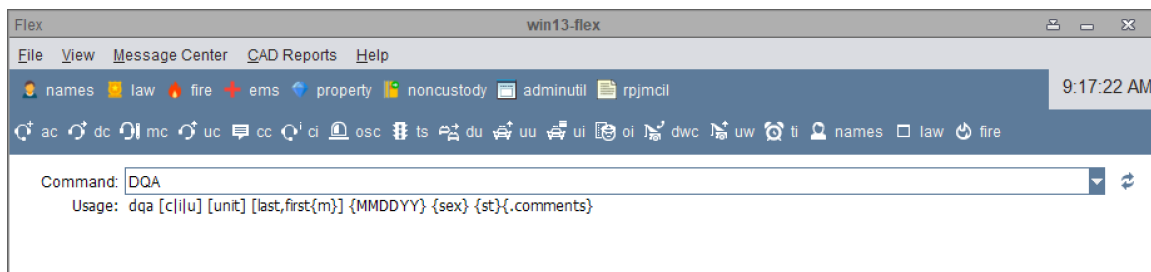 Flex win13-flex
File View Message Center CAD Reports Help
names law fire ems property noncustody adminutil rpjmcil 9:17:22 AM
ac dc mc uc cc ci osc ts du uu ui oi dwc uw ti names law fire
Command: DQA
Usage: dqa [c|i|u] [unit] [last,first{m}] {MMDDYY} {sex} {st}{.comments}